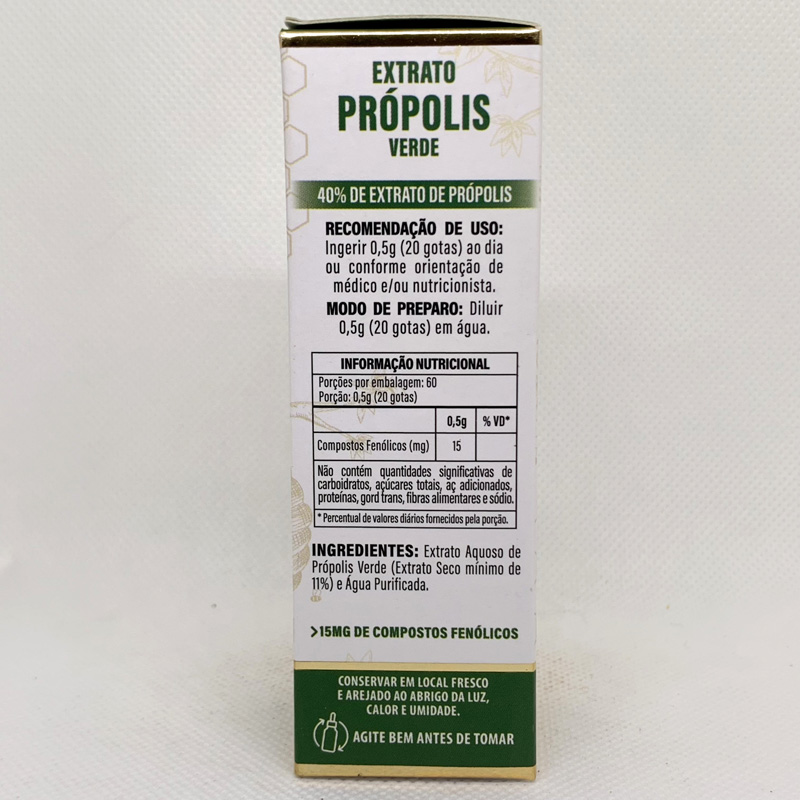 EXTRATO
PRÓPOLIS
VERDE
40% DE EXTRATO DE PRÓPOLIS
RECOMENDAÇÃO DE USO:
Ingerir 0,5g (20 gotas) ao dia
ou conforme orientação de
médico e/ou nutricionista.
MODO DE PREPARO: Diluir
0,5g (20 gotas) em água.
INFORMAÇÃO NUTRICIONAL
Porções por embalagem: 60
Porção: 0,5g (20 gotas)
0,5g % VD*
Compostos Fenólicos (mg) 15
Não contém quantidades significativas de
carboidratos, açúcares totais, aç adicionados,
proteínas, gord trans, fibras alimentares e sódio.
* Percentual de valores diários fornecidos pela porção.
INGREDIENTES: Extrato Aquoso de
Própolis Verde (Extrato Seco mínimo de
11%) e Água Purificada.
>15MG DE COMPOSTOS FENÓLICOS
CONSERVAR EM LOCAL FRESCO
E AREJADO AO ABRIGO DA LUZ,
CALOR E UMIDADE.
AGITE BEM ANTES DE TOMAR